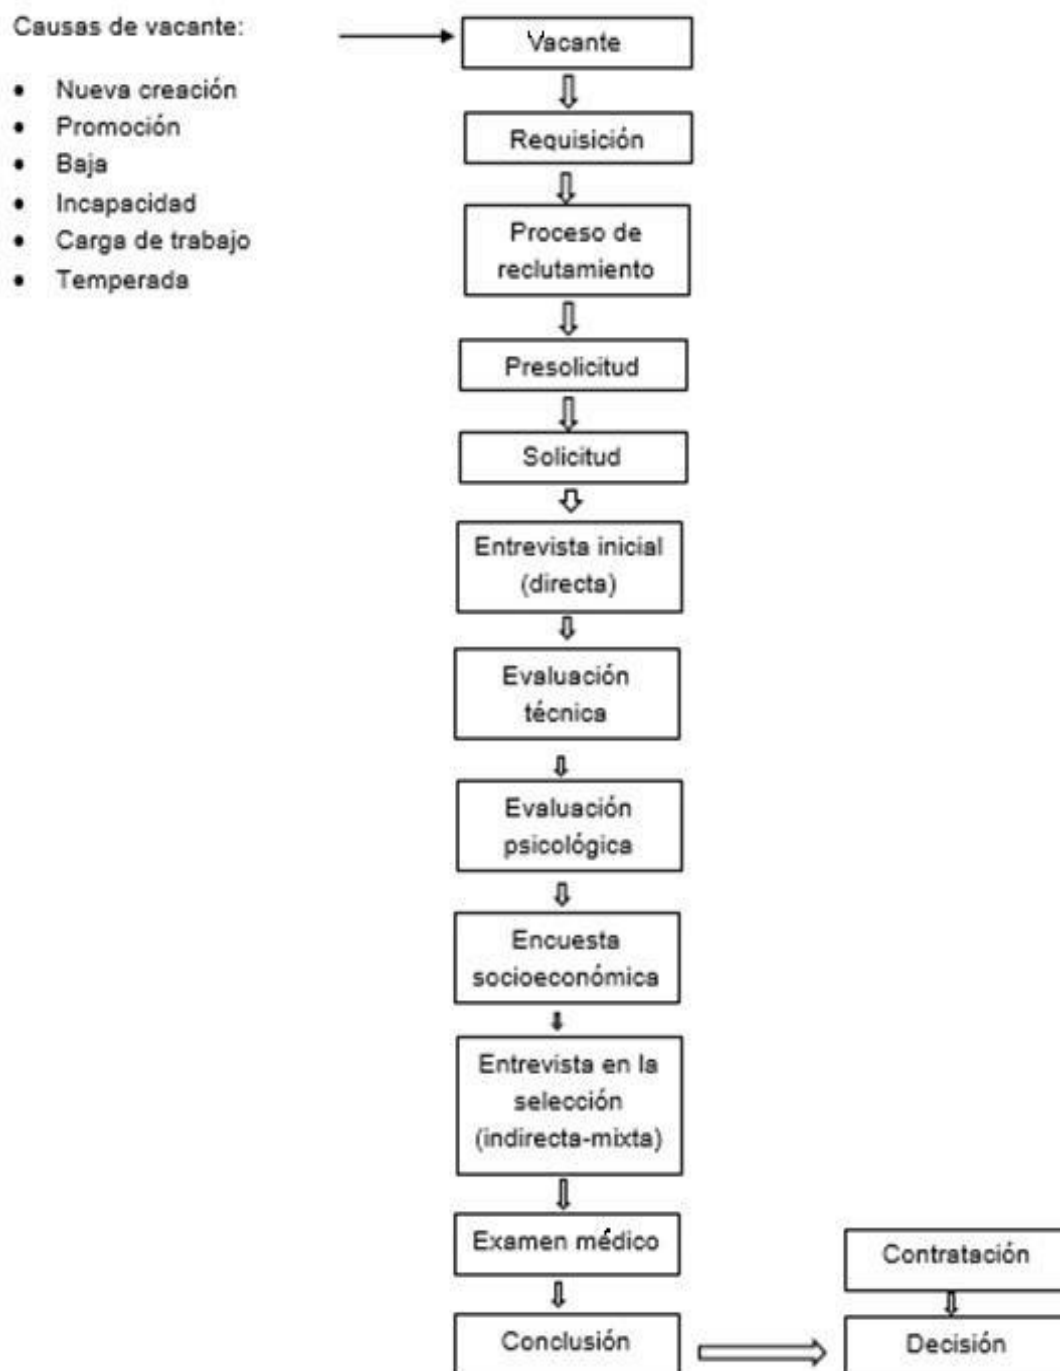 Causas de vacante:
• Nueva creación
• Promoción
• Baja
• Incapacidad
• Carga de trabajo
• Temperada
Vacante
Requisición
Proceso de
reclutamiento
Presolicitud
Solicitud
Entrevista inicial
(directa)
Evaluación
técnica
Evaluación
psicológica
Encuesta
socioeconómica
Entrevista en la
selección
(indirecta-mixta)
Examen médico
Conclusión
Contratación
Decisión